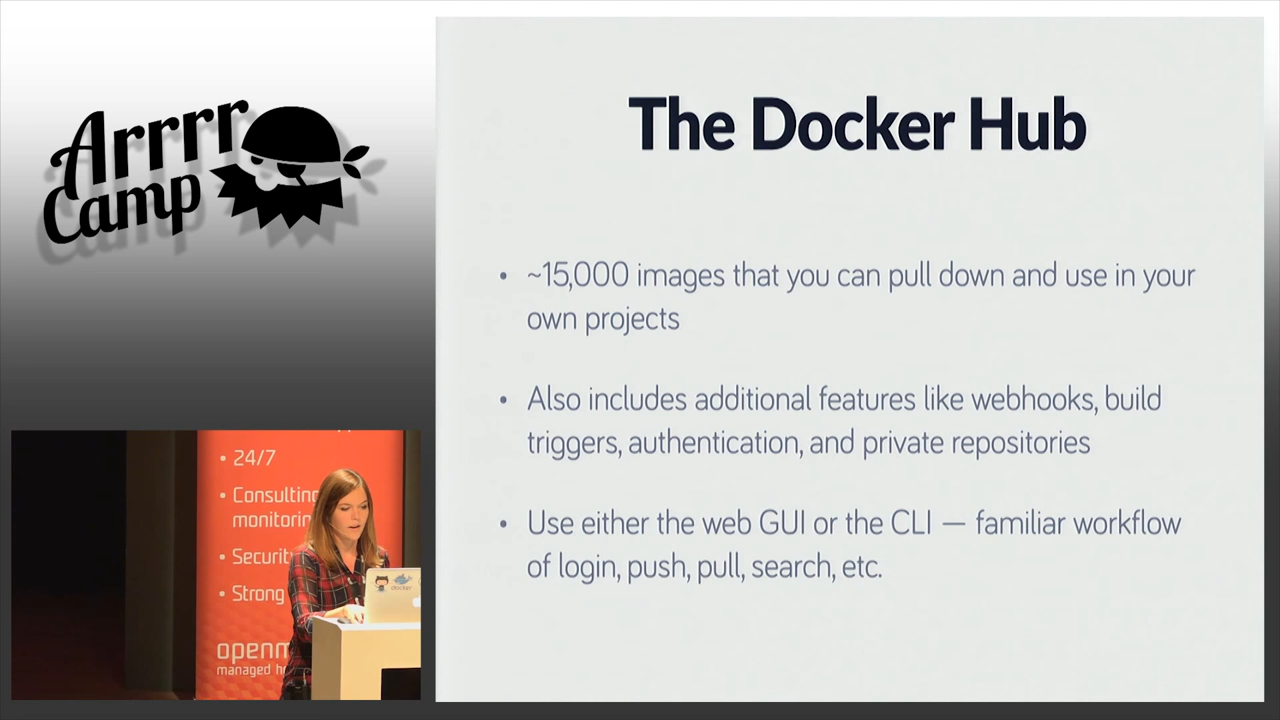 Arrrr
Camp
The Docker Hub
• ~15,000 images that you can pull down and use in your
own projects
• Also includes additional features like webhooks, build
triggers, authentication, and private repositories
• Use either the web GUI or the CLI — familiar workflow
of login, push, pull, search, etc.
• 24/7
• Consulting
monitorin
• Securit
• Strong
openm
managed h
docker